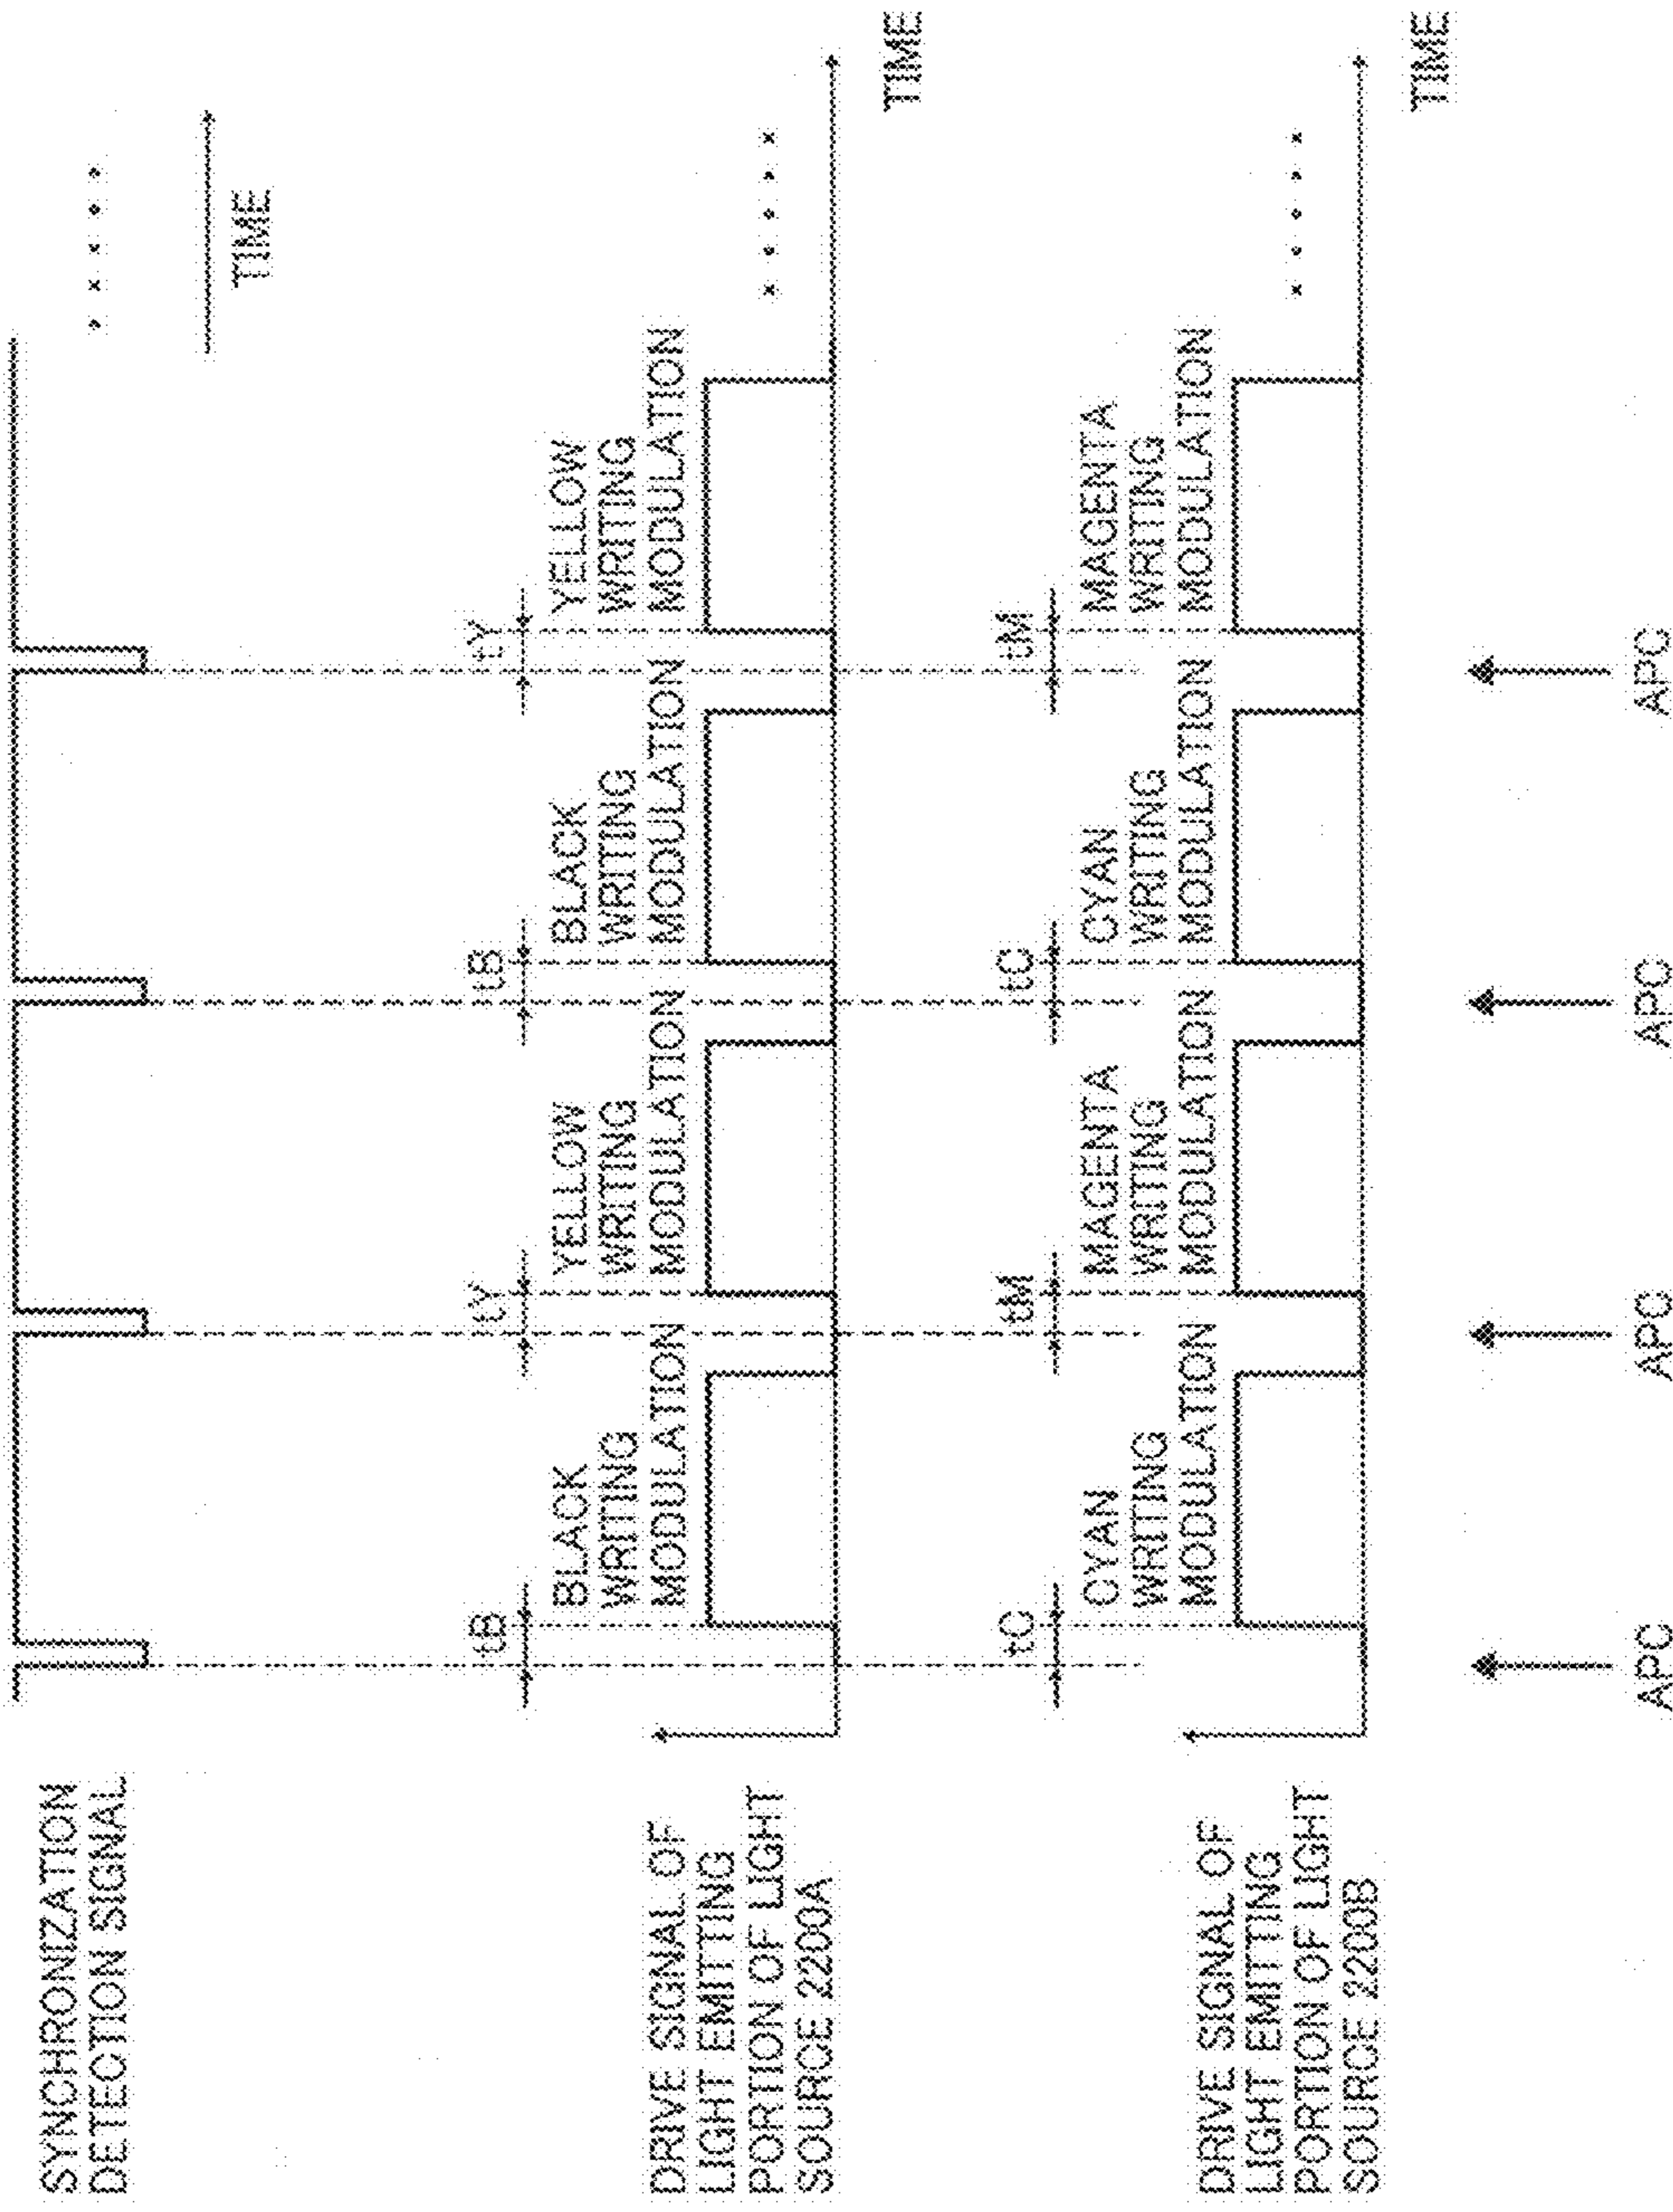 SYNCHRONIZATION
DETECTION SIGNAL
TIME
DRIVE SIGNAL OF
LIGHT EMITTING
PORTION OF LIGHT
SOURCE 2200A
tB
BLACK
WRITING
MODULATION
tY
YELLOW
WRITING
MODULATION
tB
BLACK
WRITING
MODULATION
tY
YELLOW
WRITING
MODULATION
TIME
DRIVE SIGNAL OF
LIGHT EMITTING
PORTION OF LIGHT
SOURCE 2200B
tC
CYAN
WRITING
MODULATION
tM
MAGENTA
WRITING
MODULATION
tC
CYAN
WRITING
MODULATION
tM
MAGENTA
WRITING
MODULATION
TIME
APC
APC
APC
APC